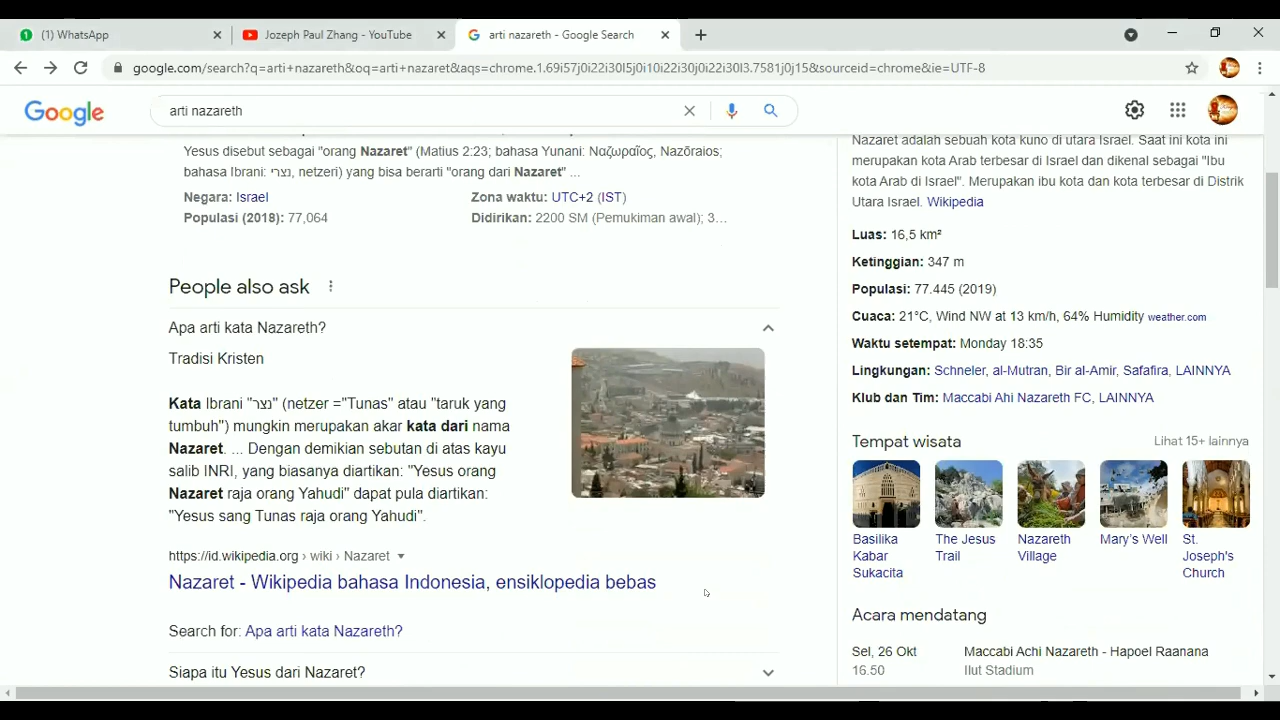 (1) WhatsApp
Jozeph Paul Zhang - YouTube
arti nazareth - Google Search
google.com/search?q=arti+nazareth&oq=arti+nazaret&aqs=chrome.1.69i57j0i22i30l5j0i10i22i30j0i22i30l3.7581j0j15&sourceid=chrome&ie=UTF-8
Google
arti nazareth
Yesus disebut sebagai "orang Nazaret" (Matius 2:23; bahasa Yunani: Ναζωραῖος, Nazōraios;
bahasa Ibrani: נצרי, netzeri) yang bisa berarti "orang dari Nazaret" ...
Negara: Israel
Zona waktu: UTC+2 (IST)
Populasi (2018): 77,064
Didirikan: 2200 SM (Pemukiman awal); 3...
People also ask
Apa arti kata Nazareth?
Tradisi Kristen
Kata Ibrani "נצר" (netzer ="Tunas" atau "taruk yang
tumbuh") mungkin merupakan akar kata dari nama
Nazaret. ... Dengan demikian sebutan di atas kayu
salib INRI, yang biasanya diartikan: "Yesus orang
Nazaret raja orang Yahudi" dapat pula diartikan:
"Yesus sang Tunas raja orang Yahudi".
https://id.wikipedia.org › wiki › Nazaret
Nazaret - Wikipedia bahasa Indonesia, ensiklopedia bebas
Search for: Apa arti kata Nazareth?
Siapa itu Yesus dari Nazaret?
Nazaret adalah sebuah kota kuno di utara Israel. Saat ini kota ini
merupakan kota Arab terbesar di Israel dan dikenal sebagai "Ibu
kota Arab di Israel". Merupakan ibu kota dan kota terbesar di Distrik
Utara Israel. Wikipedia
Luas: 16,5 km²
Ketinggian: 347 m
Populasi: 77.445 (2019)
Cuaca: 21°C, Wind NW at 13 km/h, 64% Humidity weather.com
Waktu setempat: Monday 18:35
Lingkungan: Schneler, al-Mutran, Bir al-Amir, Safafira, LAINNYA
Klub dan Tim: Maccabi Ahi Nazareth FC, LAINNYA
Tempat wisata
Lihat 15+ lainnya
Basilika
Kabar
Sukacita
The Jesus
Trail
Nazareth
Village
Mary's Well
St.
Joseph's
Church
Acara mendatang
Sel, 26 Okt
16.50
Maccabi Achi Nazareth - Hapoel Raanana
Ilut Stadium